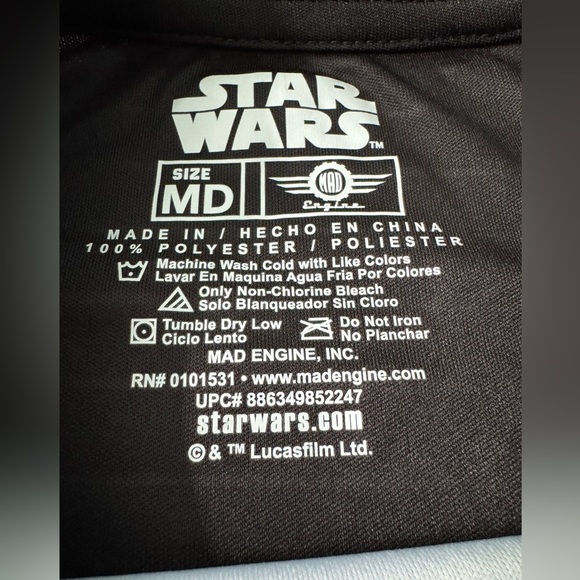 STAR
WARS™
SIZE
MD
MAD
Engine
MADE IN / HECHO EN CHINA
100% POLYESTER / POLIESTER
Machine Wash Cold with Like Colors
Lavar En Maquina Agua Fria Por Colores
Only Non-Chlorine Bleach
Solo Blanqueador Sin Cloro
Tumble Dry Low
Ciclo Lento
Do Not Iron
No Planchar
MAD ENGINE, INC.
RN# 0101531 • www.madengine.com
UPC# 886349852247
starwars.com
©& ™ Lucasfilm Ltd.